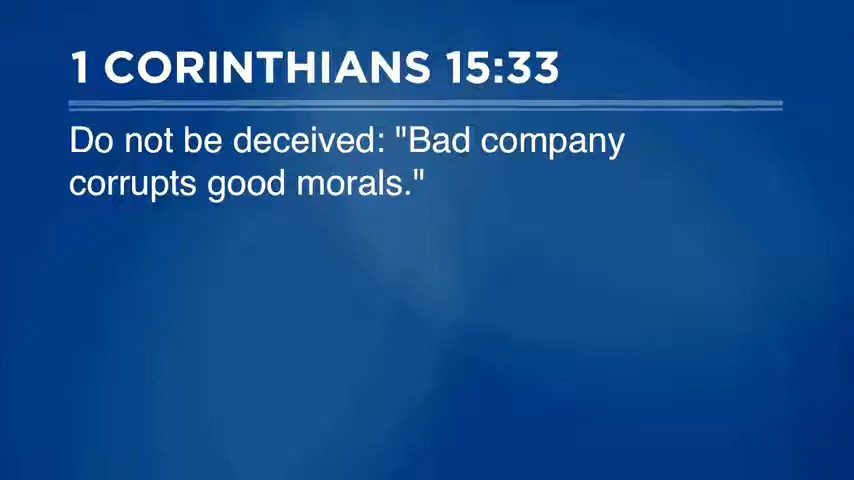 1 CORINTHIANS 15:33
Do not be deceived: "Bad company
corrupts good morals."